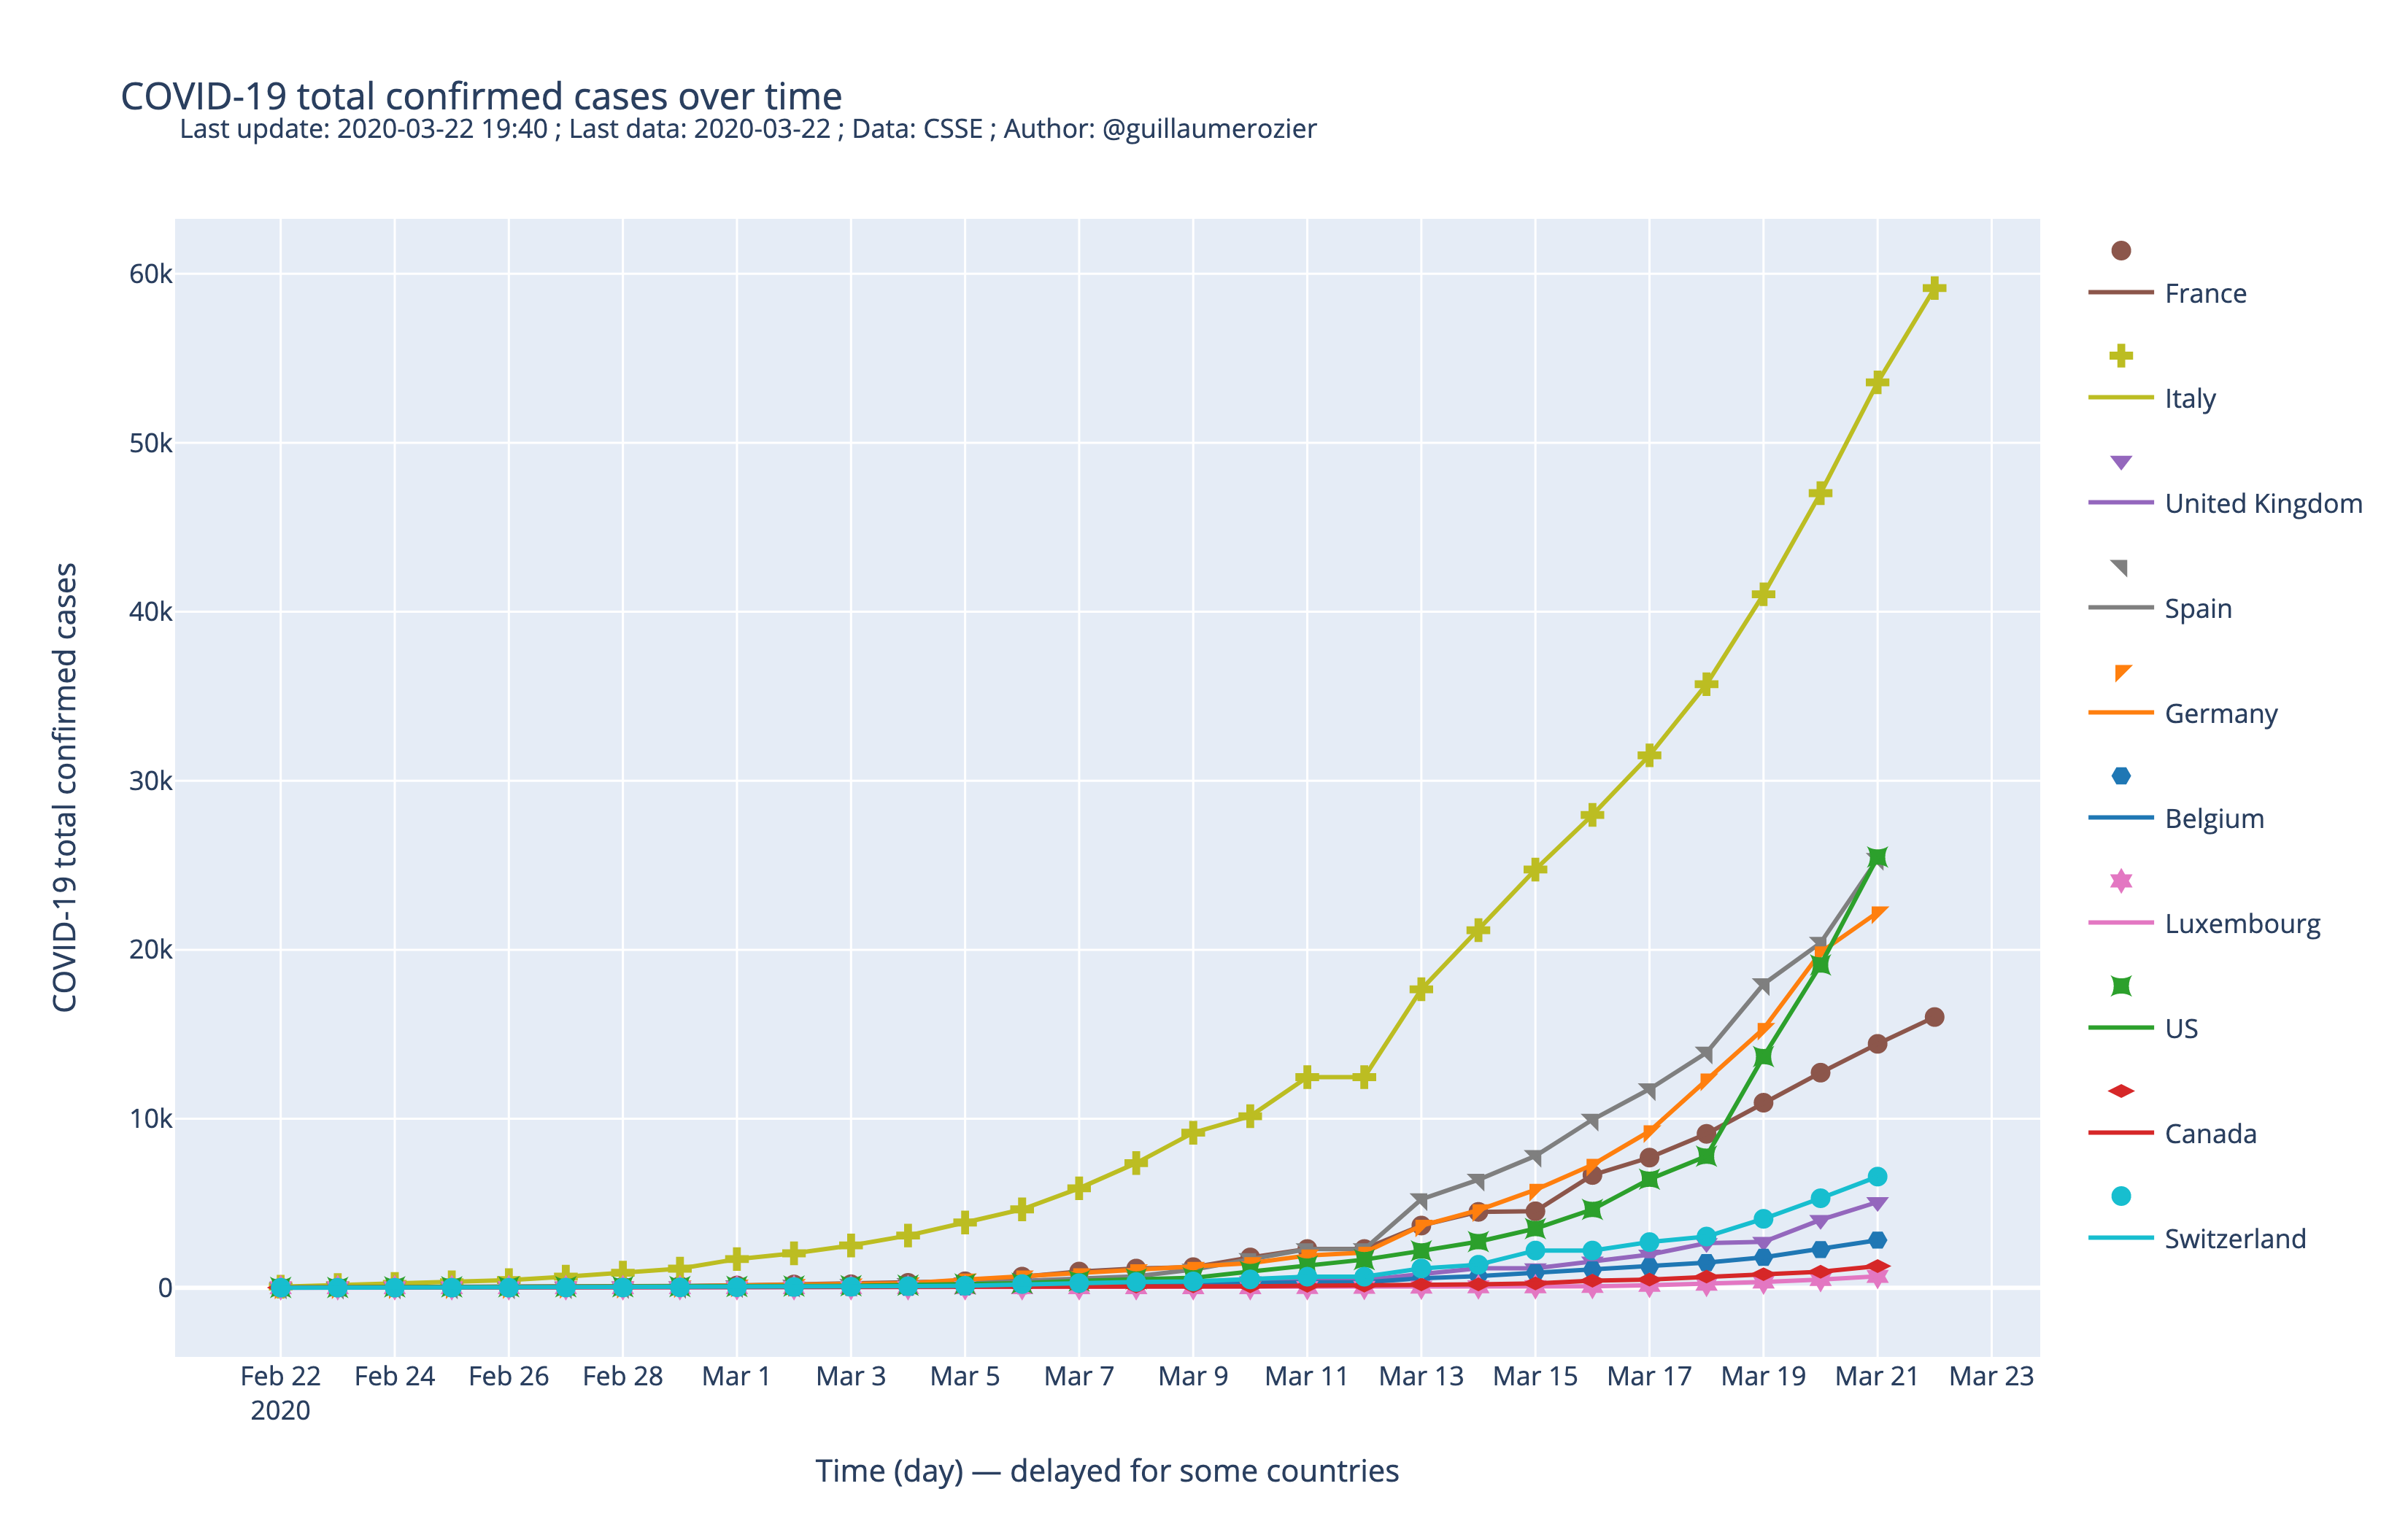 COVID-19 total confirmed cases over time
Last update: 2020-03-22 19:40 ; Last data: 2020-03-22 ; Data: CSSE ; Author: @guillaumerozier
COVID-19 total confirmed cases
60k
50k
40k
30k
20k
10k
0
Feb 22 Feb 24 Feb 26 Feb 28 Mar 1 Mar 3 Mar 5 Mar 7 Mar 9 Mar 11 Mar 13 Mar 15 Mar 17 Mar 19 Mar 21 Mar 23
2020
Time (day) — delayed for some countries
France
Italy
United Kingdom
Spain
Germany
Belgium
Luxembourg
US
Canada
Switzerland